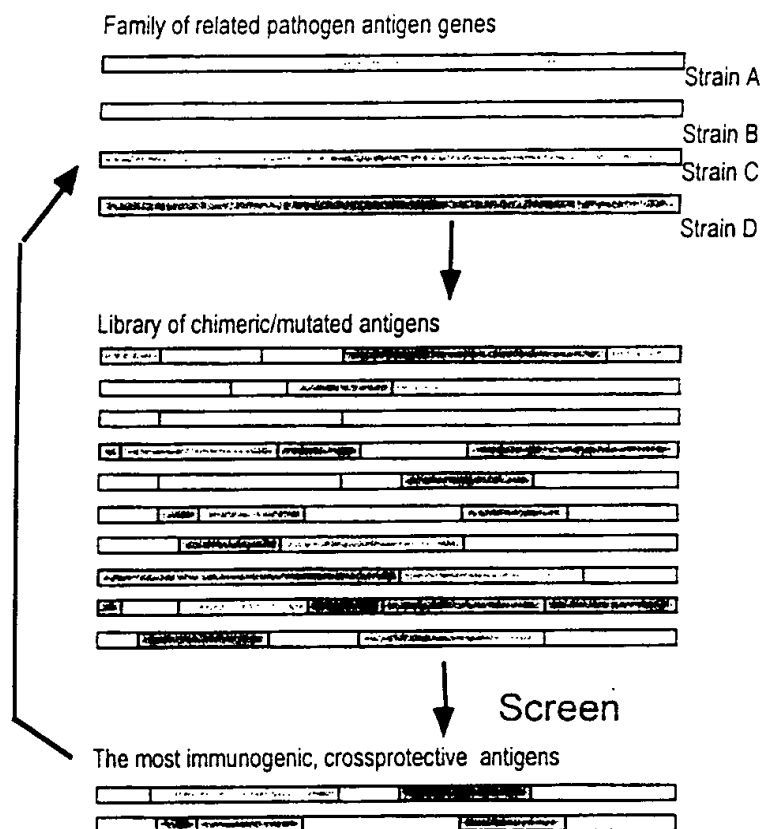 Family of related pathogen antigen genes
Strain A
Strain B
Strain C
Strain D
Library of chimeric/mutated antigens
Screen
The most immunogenic, crossprotective antigens